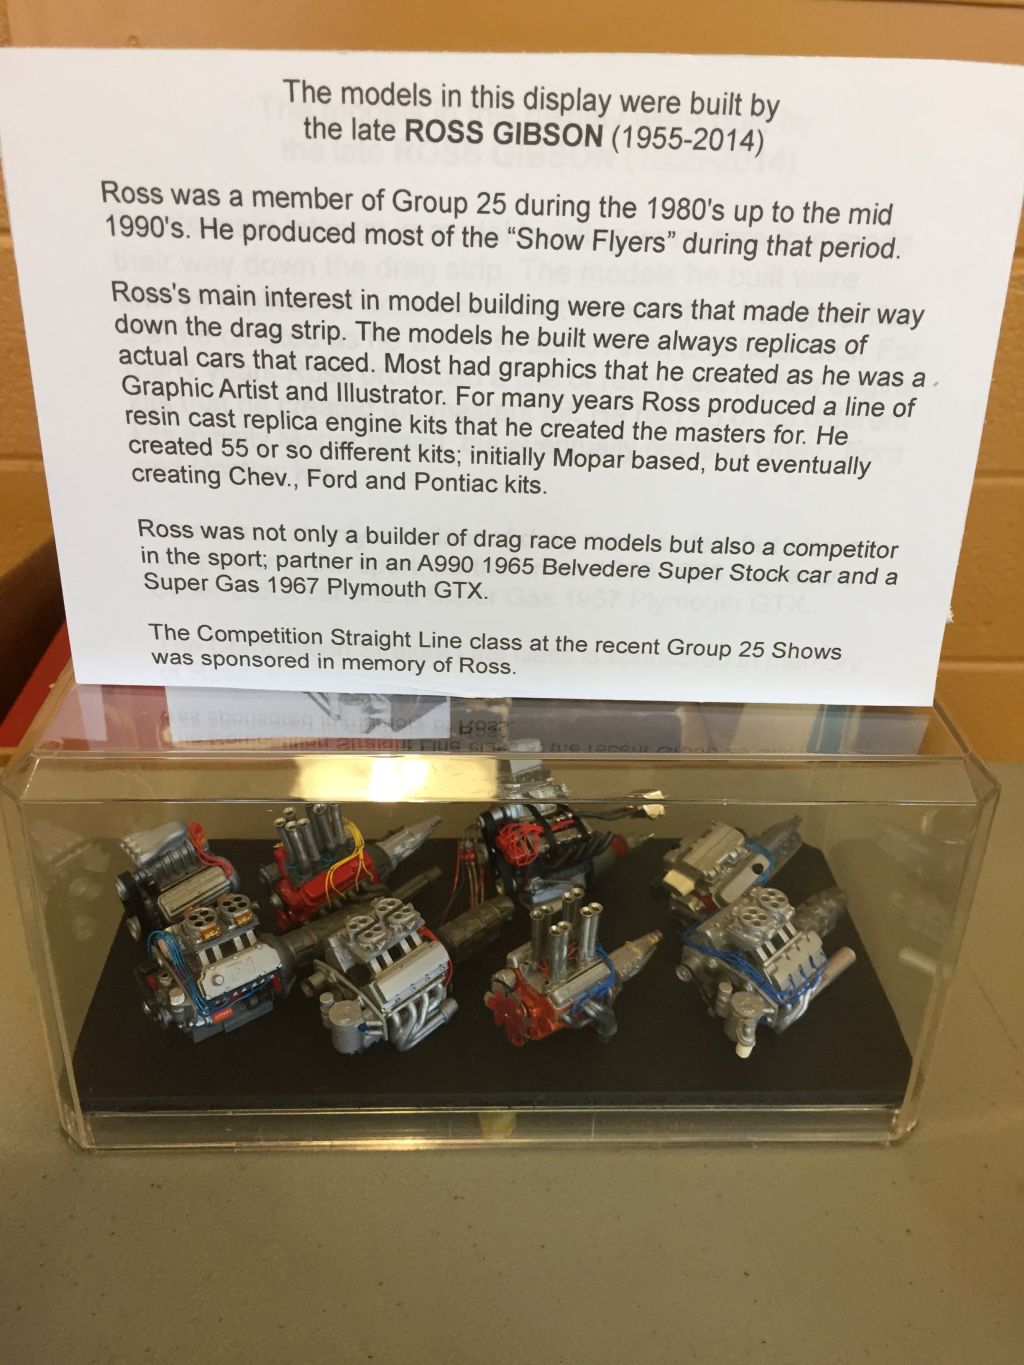 The models in this display were built by
the late ROSS GIBSON (1955-2014)
Ross was a member of Group 25 during the 1980's up to the mid
1990's. He produced most of the “Show Flyers” during that period.
Ross's main interest in model building were cars that made their way
down the drag strip. The models he built were always replicas of
actual cars that raced. Most had graphics that he created as he was a
Graphic Artist and Illustrator. For many years Ross produced a line of
resin cast replica engine kits that he created the masters for. He
created 55 or so different kits; initially Mopar based, but eventually
creating Chev., Ford and Pontiac kits.
Ross was not only a builder of drag race models but also a competitor
in the sport; partner in an A990 1965 Belvedere Super Stock car and a
Super Gas 1967 Plymouth GTX.
The Competition Straight Line class at the recent Group 25 Shows
was sponsored in memory of Ross.